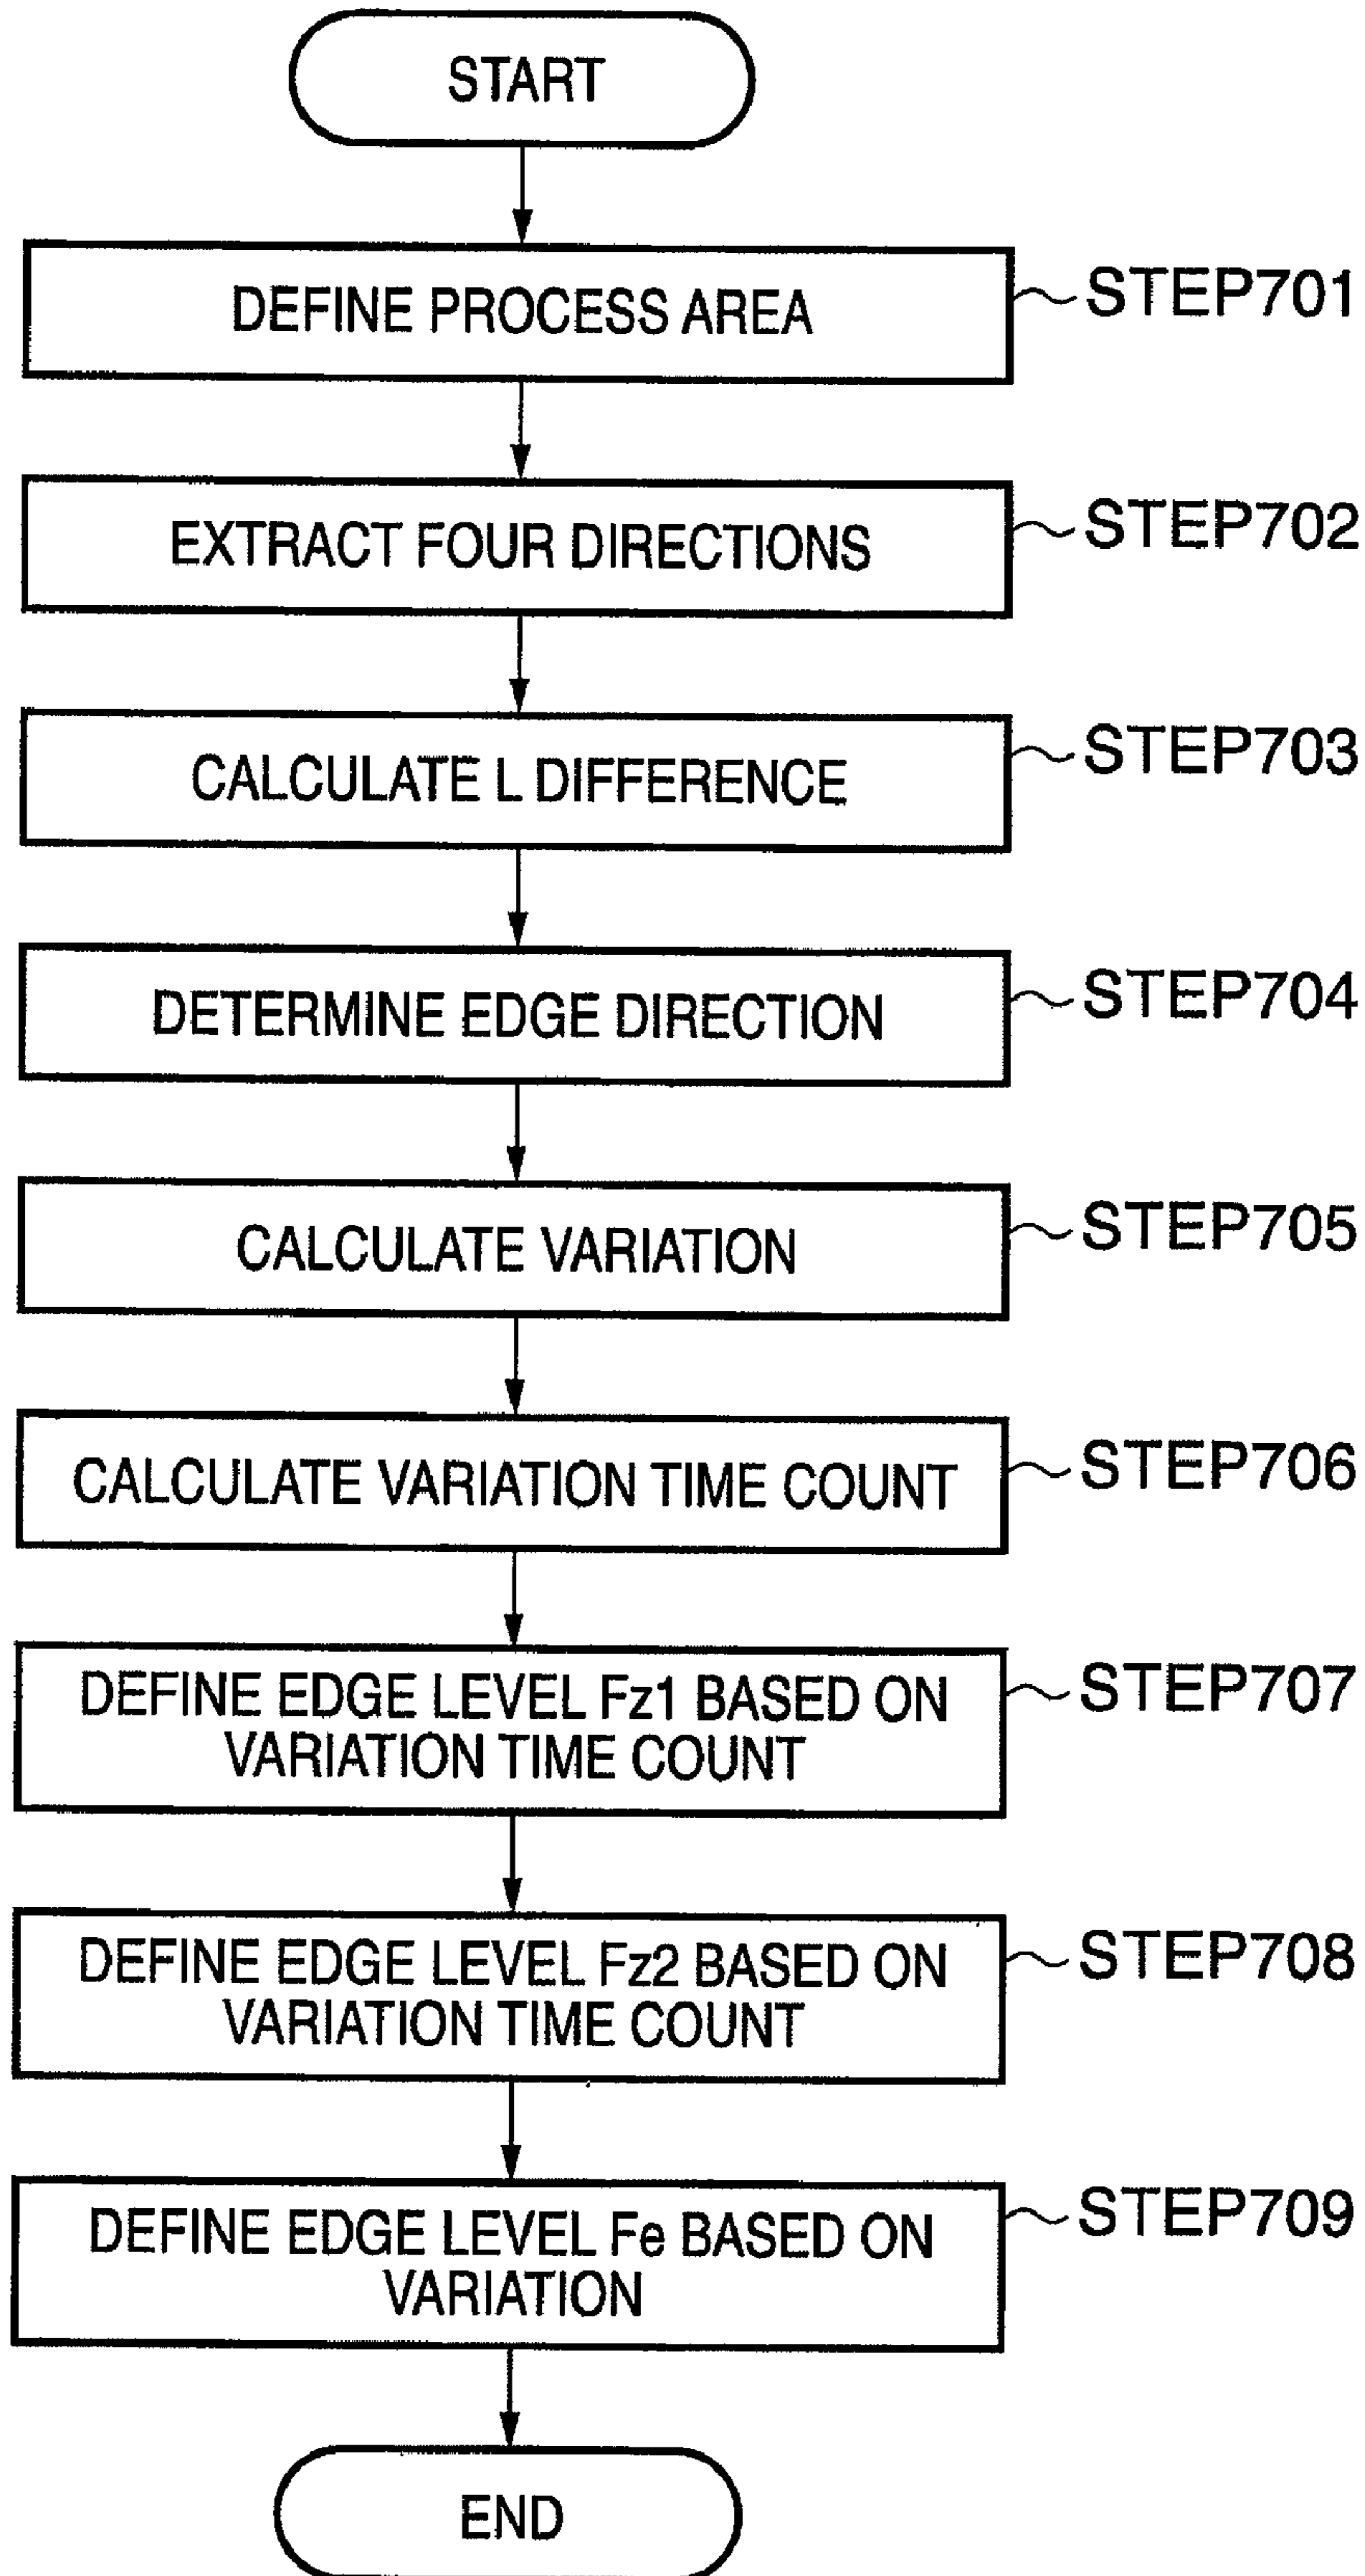 START
DEFINE PROCESS AREA
STEP701
EXTRACT FOUR DIRECTIONS
STEP702
CALCULATE L DIFFERENCE
STEP703
DETERMINE EDGE DIRECTION
STEP704
CALCULATE VARIATION
STEP705
CALCULATE VARIATION TIME COUNT
STEP706
DEFINE EDGE LEVEL Fz1 BASED ON
VARIATION TIME COUNT
STEP707
DEFINE EDGE LEVEL Fz2 BASED ON
VARIATION TIME COUNT
STEP708
DEFINE EDGE LEVEL Fe BASED ON
VARIATION
STEP709
END